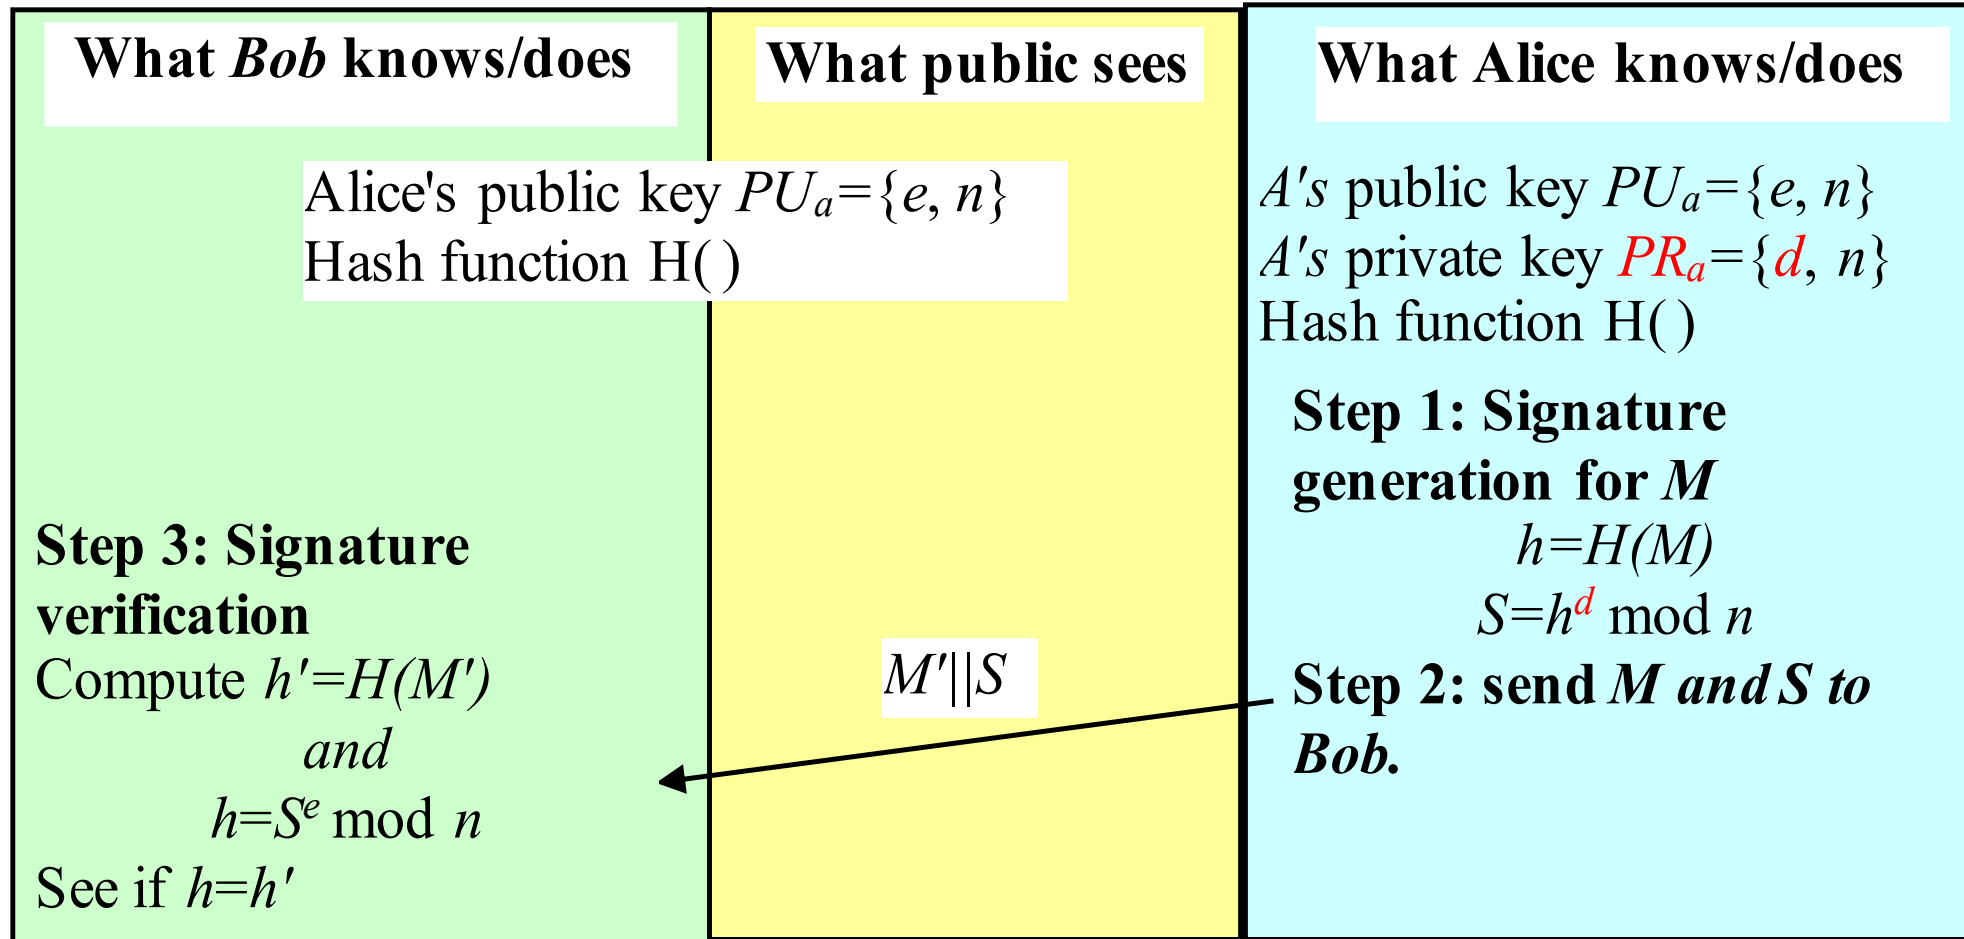 What Bob knows/does
What public sees
What Alice knows/does
Alice's public key PUₐ={e, n}
Hash function H( )
A's public key PUₐ={e, n}
A's private key PRₐ={d, n}
Hash function H( )
Step 1: Signature
generation for M
h=H(M)
S=hᵈ mod n
Step 2: send M and S to
Bob.
M'||S
Step 3: Signature
verification
Compute h'=H(M')
and
h=Sᵉ mod n
See if h=h'